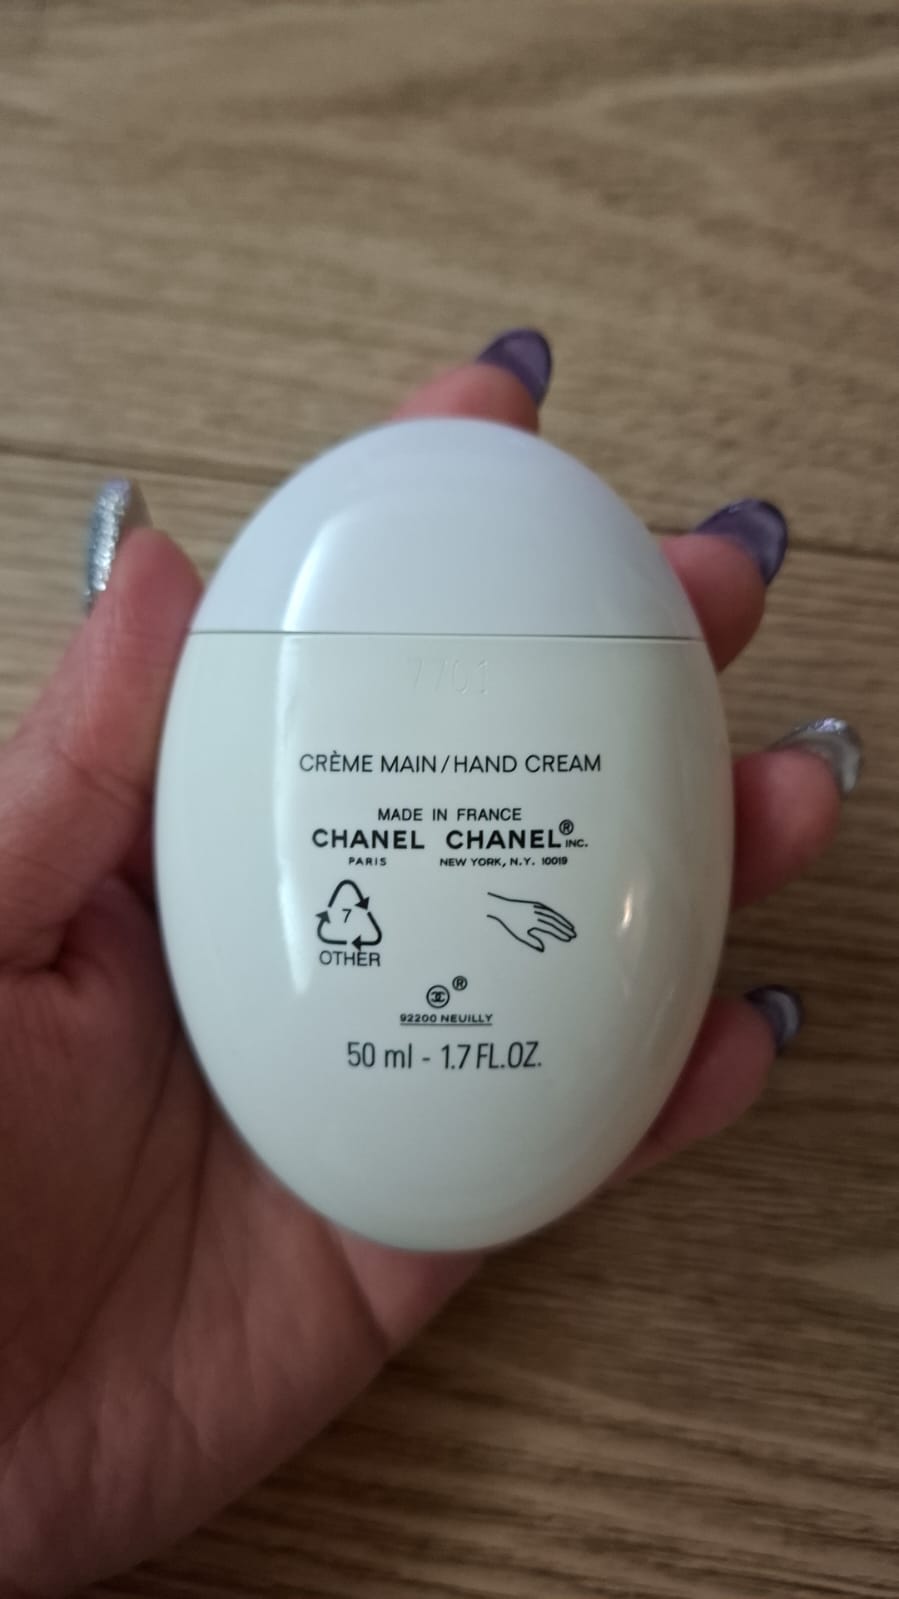 7701
CRÈME MAIN/HAND CREAM
MADE IN FRANCE
CHANEL CHANEL® INC.
PARIS NEW YORK, N.Y. 10019
7
OTHER
®
92200 NEUILLY
50 ml - 1.7 FL.OZ.